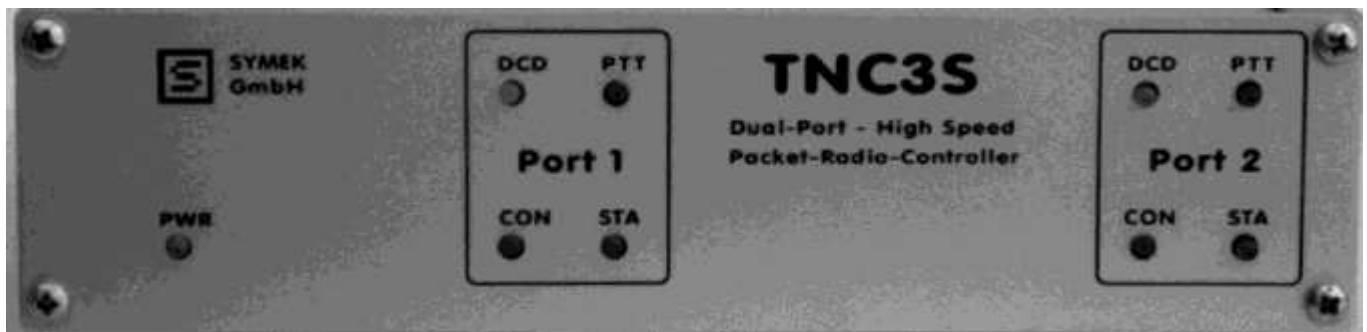 SYMEK
GmbH
PWR
DCD PTT
Port 1
CON STA
TNC3S
Dual-Port - High Speed
Packet-Radio-Controller
DCD PTT
Port 2
CON STA